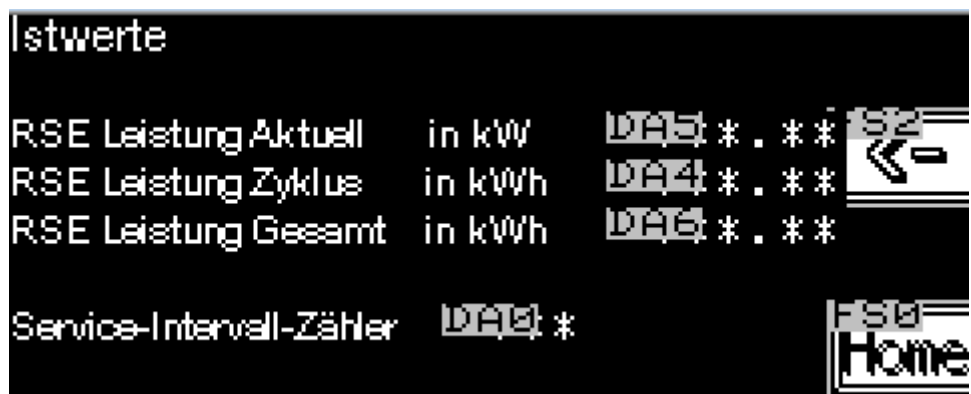 Istwerte
RSE Leistung Aktuell in kW DA5 *.** FS2
<-
RSE Leistung Zyklus in kWh DA4 *.**
RSE Leistung Gesamt in kWh DA6 *.**
Service-Intervall-Zähler DA0 * FS0
Home